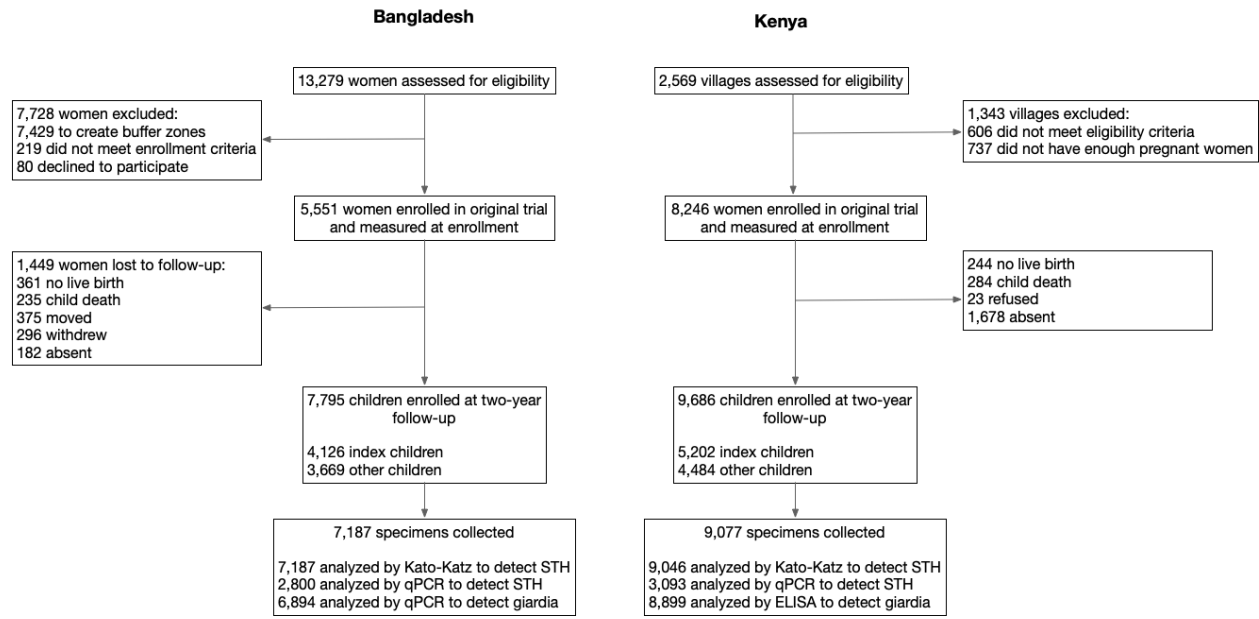 Bangladesh
13,279 women assessed for eligibility
7,728 women excluded:
7,429 to create buffer zones
219 did not meet enrollment criteria
80 declined to participate
5,551 women enrolled in original trial
and measured at enrollment
1,449 women lost to follow-up:
361 no live birth
235 child death
375 moved
296 withdrew
182 absent
7,795 children enrolled at two-year
follow-up
4,126 index children
3,669 other children
7,187 specimens collected
7,187 analyzed by Kato-Katz to detect STH
2,800 analyzed by qPCR to detect STH
6,894 analyzed by qPCR to detect giardia
Kenya
2,569 villages assessed for eligibility
1,343 villages excluded:
606 did not meet eligibility criteria
737 did not have enough pregnant women
8,246 women enrolled in original trial
and measured at enrollment
244 no live birth
284 child death
23 refused
1,678 absent
9,686 children enrolled at two-year
follow-up
5,202 index children
4,484 other children
9,077 specimens collected
9,046 analyzed by Kato-Katz to detect STH
3,093 analyzed by qPCR to detect STH
8,899 analyzed by ELISA to detect giardia